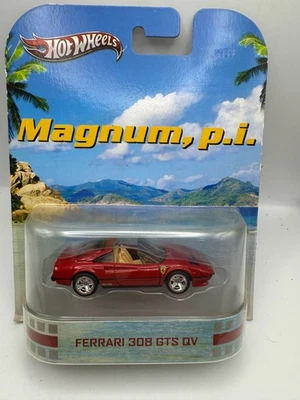 HOT WHEELS
Magnum, p.i.
FERRARI 308 GTS QV